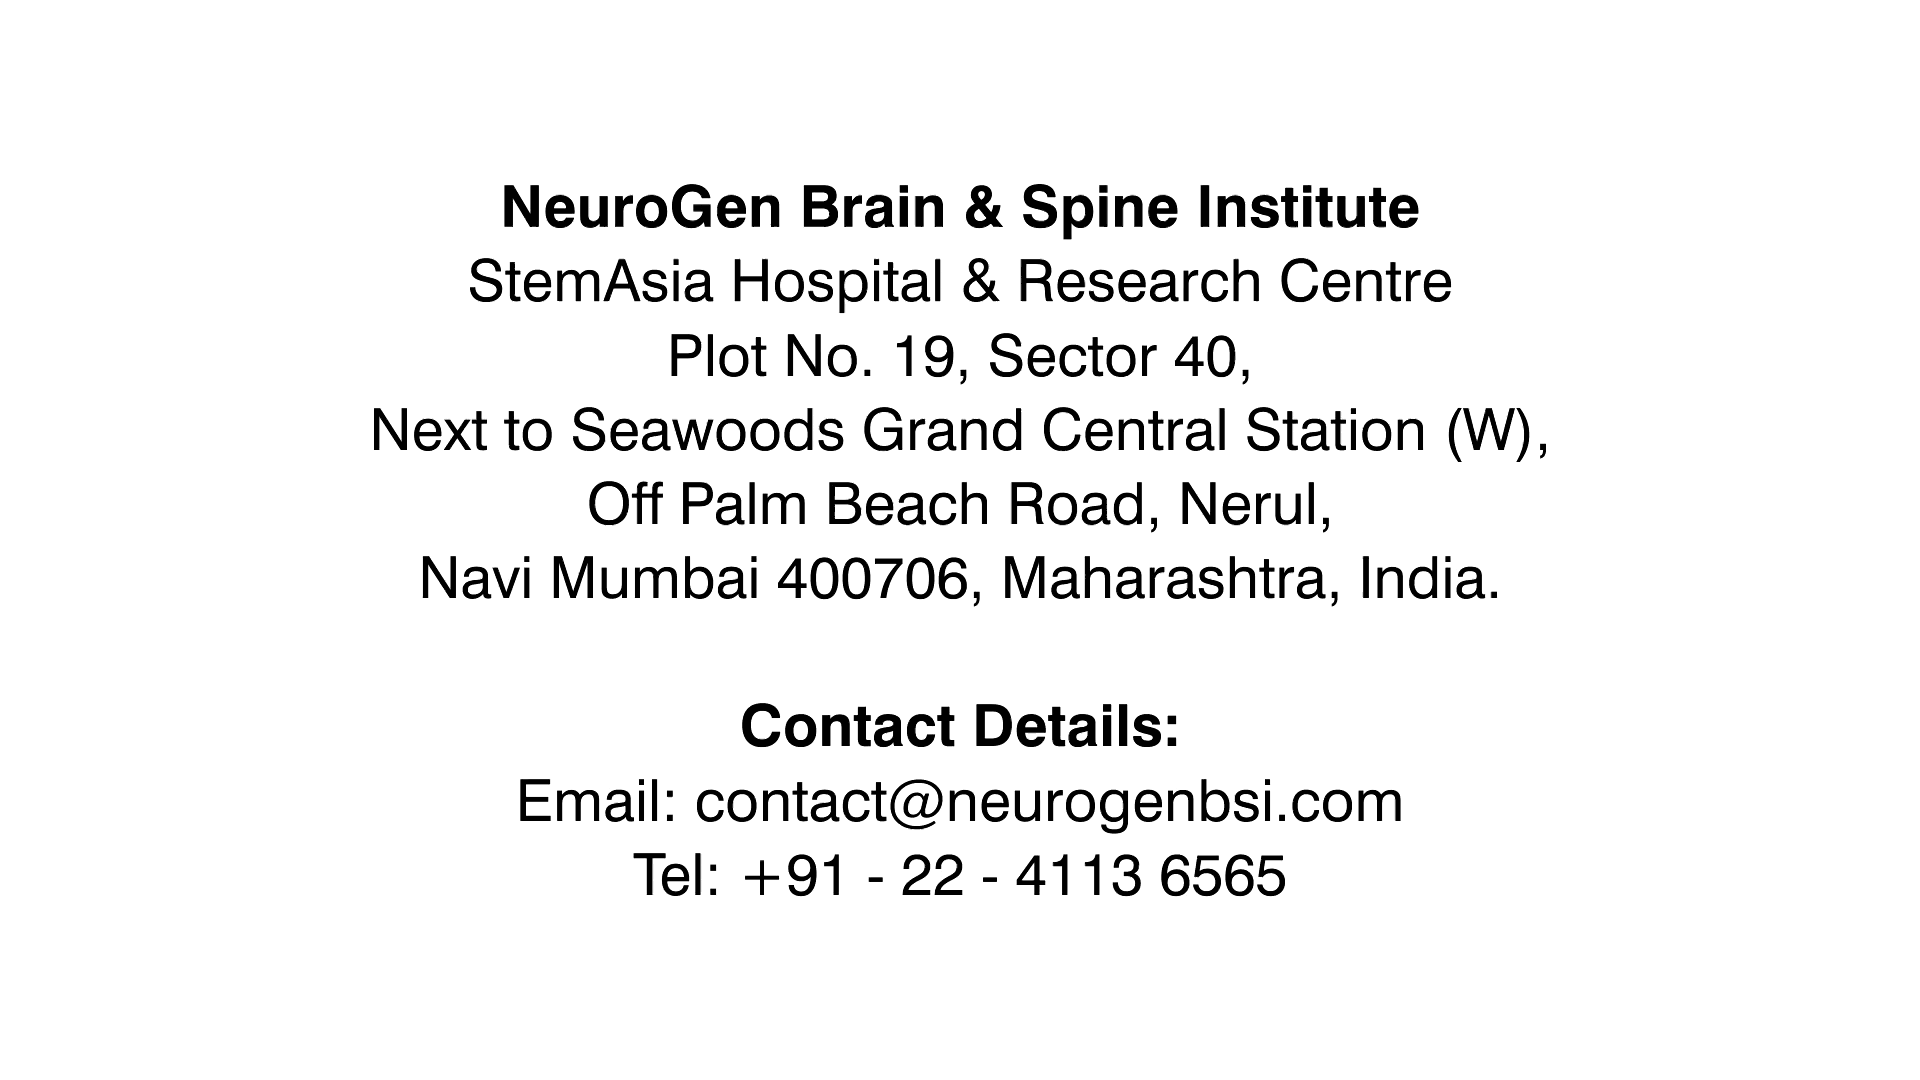 NeuroGen Brain & Spine Institute
StemAsia Hospital & Research Centre
Plot No. 19, Sector 40,
Next to Seawoods Grand Central Station (W),
Off Palm Beach Road, Nerul,
Navi Mumbai 400706, Maharashtra, India.
Contact Details:
Email: contact@neurogenbsi.com
Tel: +91 - 22 - 4113 6565